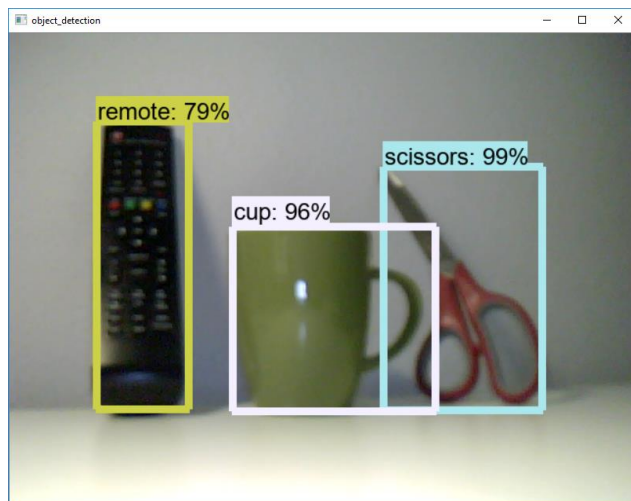 object_detection
remote: 79%
scissors: 99%
cup: 96%